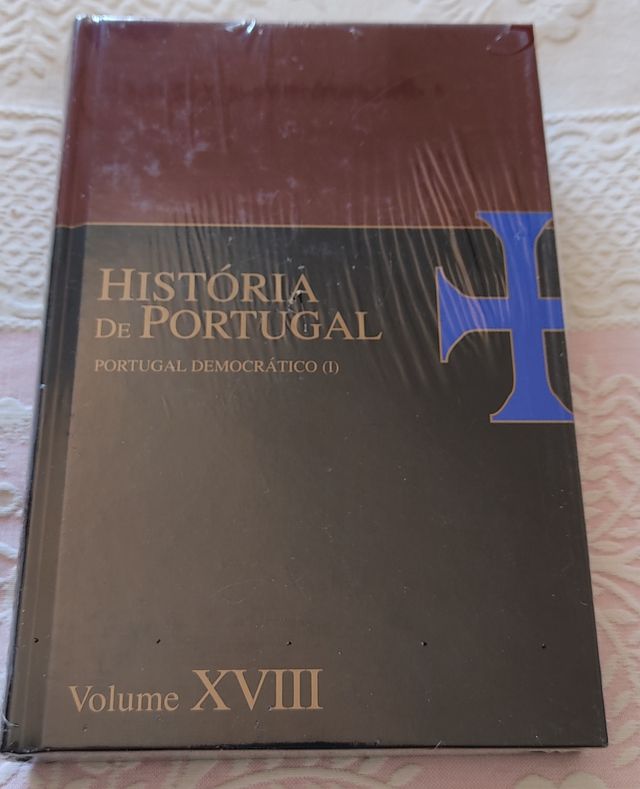 HISTÓRIA
DE PORTUGAL
PORTUGAL DEMOCRÁTICO (I)
Volume XVIII